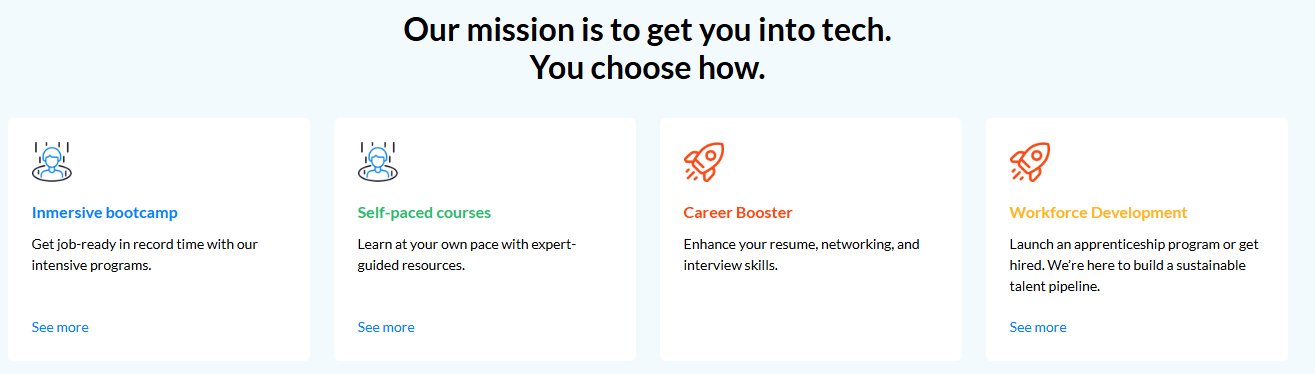 Our mission is to get you into tech.
You choose how.
Inmersive bootcamp
Get job-ready in record time with our
intensive programs.
See more
Self-paced courses
Learn at your own pace with expert-
guided resources.
See more
Career Booster
Enhance your resume, networking, and
interview skills.
Workforce Development
Launch an apprenticeship program or get
hired. We’re here to build a sustainable
talent pipeline.
See more